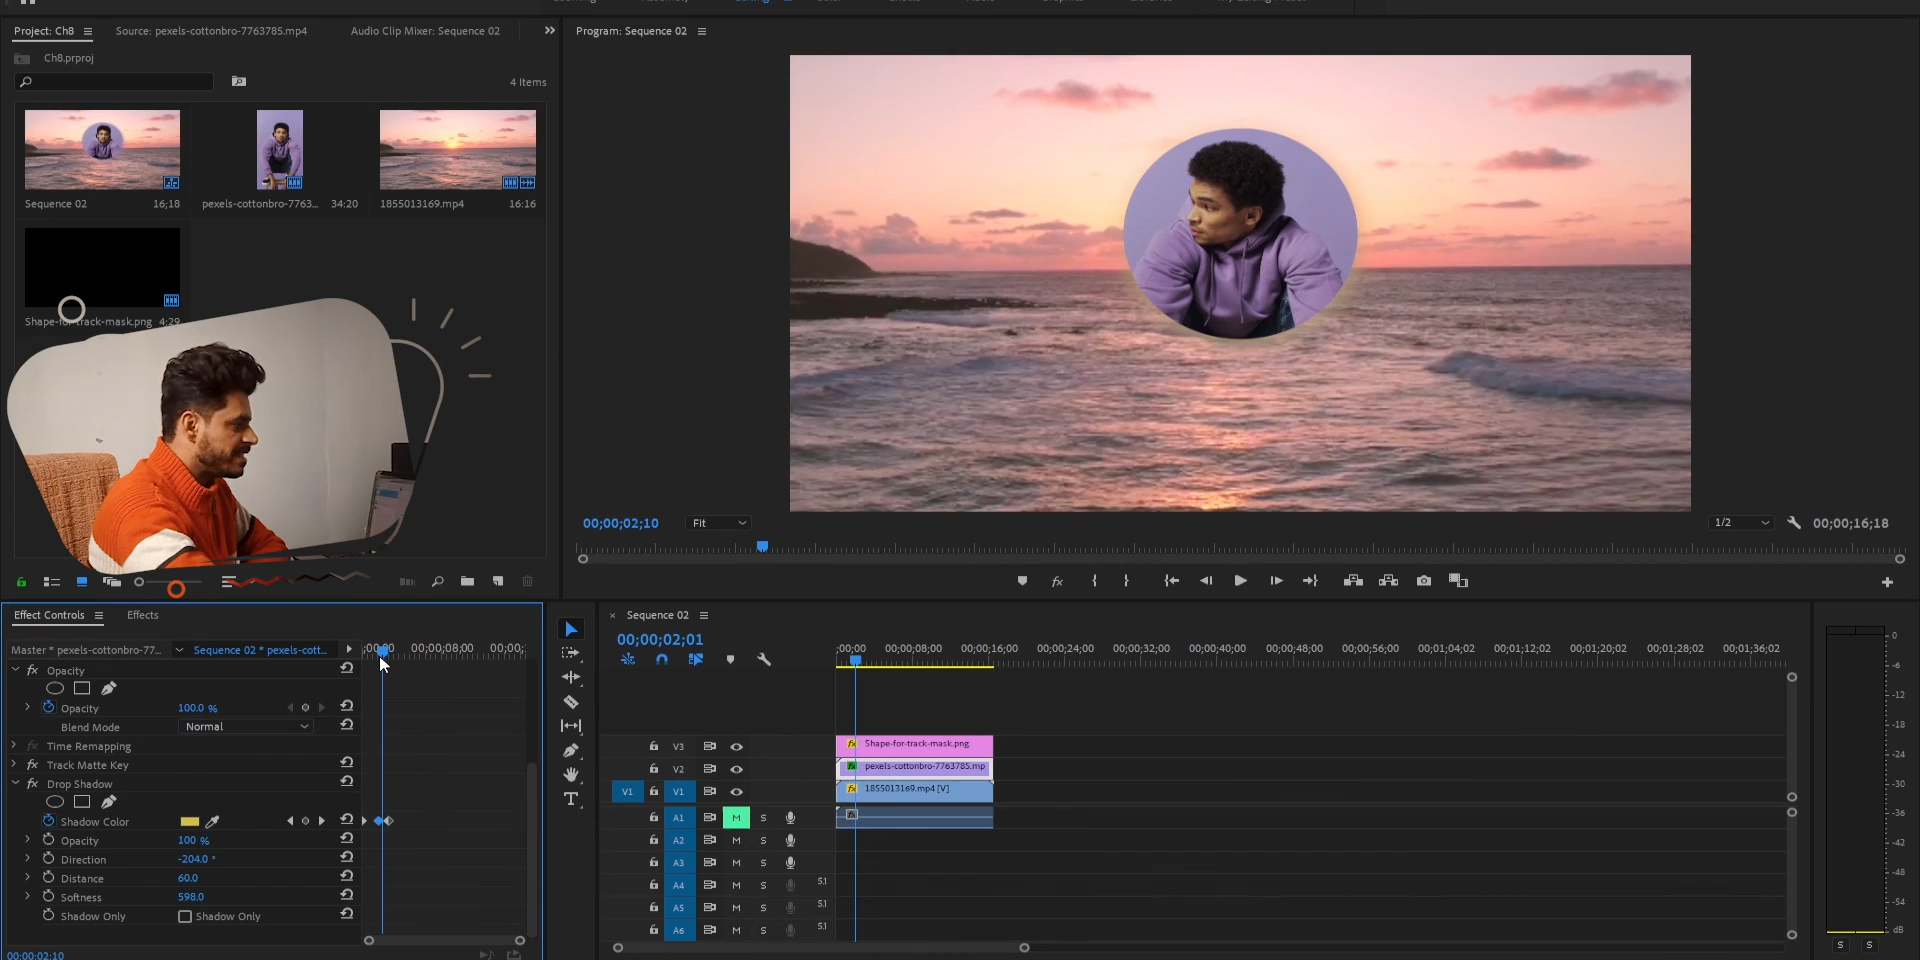 Editing
Project: Ch8
Source: pexels-cottonbro-7763785.mp4
Audio Clip Mixer: Sequence 02
Program: Sequence 02
Ch8.prproj
4 Items
Sequence 02
16;18
pexels-cottonbro-7763...
34:20
1855013169.mp4
16:16
Shape-for-track-mask.png
4:29
00;00;02;10
Fit
1/2
00;00;16;18
Effect Controls
Effects
Master * pexels-cottonbro-77...
Sequence 02 * pexels-cott...
;00;00
00;00;08;00
00;00;
fx Opacity
Opacity
100.0 %
Blend Mode
Normal
fx Time Remapping
fx Track Matte Key
fx Drop Shadow
Shadow Color
Opacity
100 %
Direction
-204.0 °
Distance
60.0
Softness
598.0
Shadow Only
Shadow Only
00;00;02;10
Sequence 02
00;00;02;01
;00;00
00;00;08;00
00;00;16;00
00;00;24;00
00;00;32;00
00;00;40;00
00;00;48;00
00;00;56;00
00;01;04;02
00;01;12;02
00;01;20;02
00;01;28;02
00;01;36;02
V3
fx Shape-for-track-mask.png
V2
fx pexels-cottonbro-7763785.mp
V1
V1
fx 1855013169.mp4 [V]
A1 M S
fx
A2 M S
A3 M S
A4 M S 5.1
A5 M S 5.1
A6 M S 5.1
0
-6
-12
-18
-24
-30
-36
-42
-48
-54
dB
S S